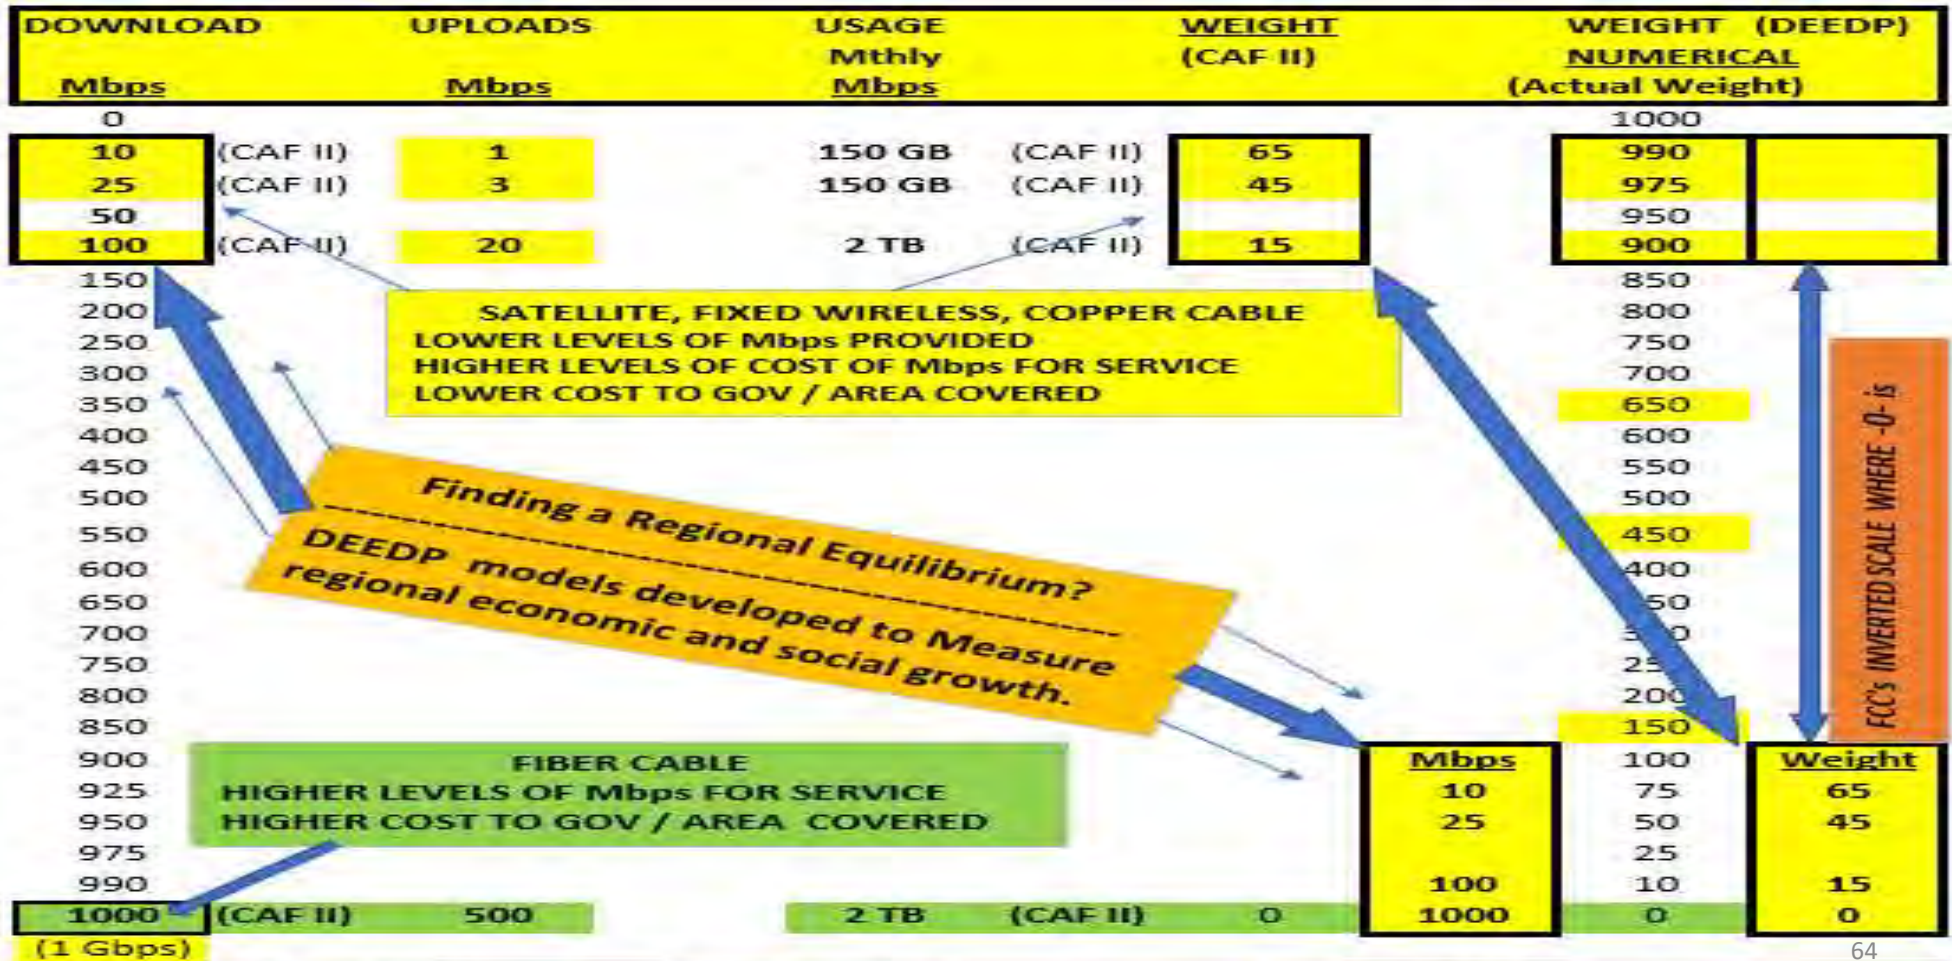 DOWNLOAD UPLOADS USAGE WEIGHT WEIGHT (DEEDP)
Mthly (CAF II) NUMERICAL
Mbps Mbps Mbps (Actual Weight)
0 1000
10 (CAF II) 1 150 GB (CAF II) 65 990
25 (CAF II) 3 150 GB (CAF II) 45 975
50 950
100 (CAF II) 20 2 TB (CAF II) 15 900
150 850
200 SATELLITE, FIXED WIRELESS, COPPER CABLE 800
250 LOWER LEVELS OF Mbps PROVIDED 750
300 HIGHER LEVELS OF COST OF Mbps FOR SERVICE 700
350 LOWER COST TO GOV / AREA COVERED 650
400 600
450 550
500 500
550 450
600 400
650 50
700
750
800 200
850 150
Finding a Regional Equilibrium?
--------------------
DEEDP models developed to Measure
regional economic and social growth.
FCC's INVERTED SCALE WHERE -0- is
900 FIBER CABLE Mbps 100 Weight
925 HIGHER LEVELS OF Mbps FOR SERVICE 10 75 65
950 HIGHER COST TO GOV / AREA COVERED 25 50 45
975 25
990 100 10 15
1000 (CAF II) 500 2 TB (CAF II) 0 1000 0 0
(1 Gbps) 64